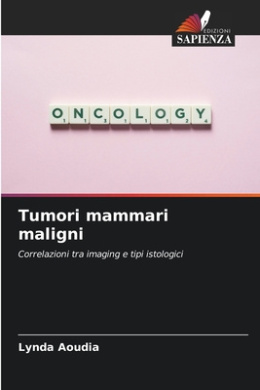 EDIZIONI
SAPIENZA
ONCOLOGY
Tumori mammari
maligni
Correlazioni tra imaging e tipi istologici
Lynda Aoudia